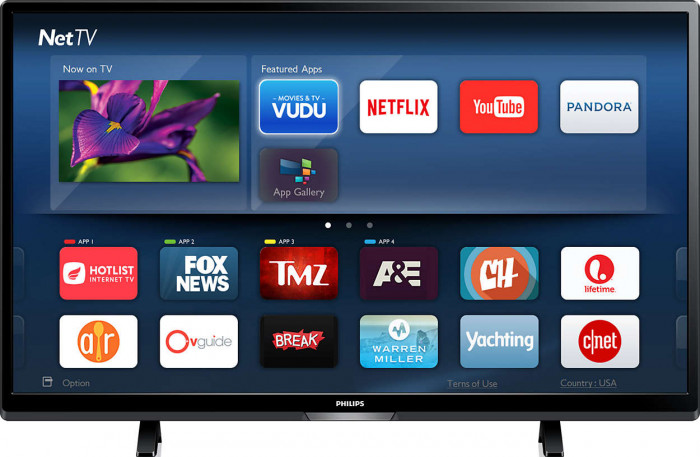 NetTV
Now on TV
Featured Apps
MOVIES & TV
VUDU
NETFLIX
YouTube
PANDORA
App Gallery
APP 1
APP 2
APP 3
APP 4
HOTLIST
INTERNET TV
FOX
NEWS
TMZ
A&E
CH
lifetime
air
Ovguide
BREAK
WARREN
MILLER
Yachting
c|net
Option
Terms of Use
Country : USA
PHILIPS